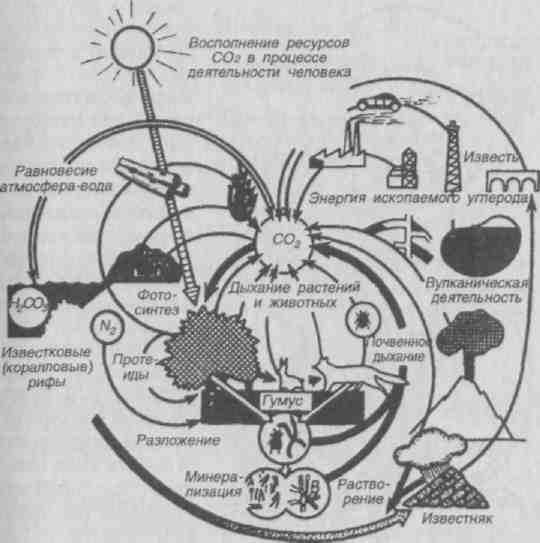 Восполнение ресурсов
CO₂ в процессе
деятельности человека
Равновесие
атмосфера-вода
Известь
Энергия ископаемого углерода
CO₂
H₂CO₃
Фото-
синтез
Дыхание растений
и животных
Вулканическая
деятельность
N₂
Известковые
(коралловые)
рифы
Проте-
иды
Почвенное
дыхание
Гумус
Разложение
Минера-
лизация
Раство-
рение
Известняк